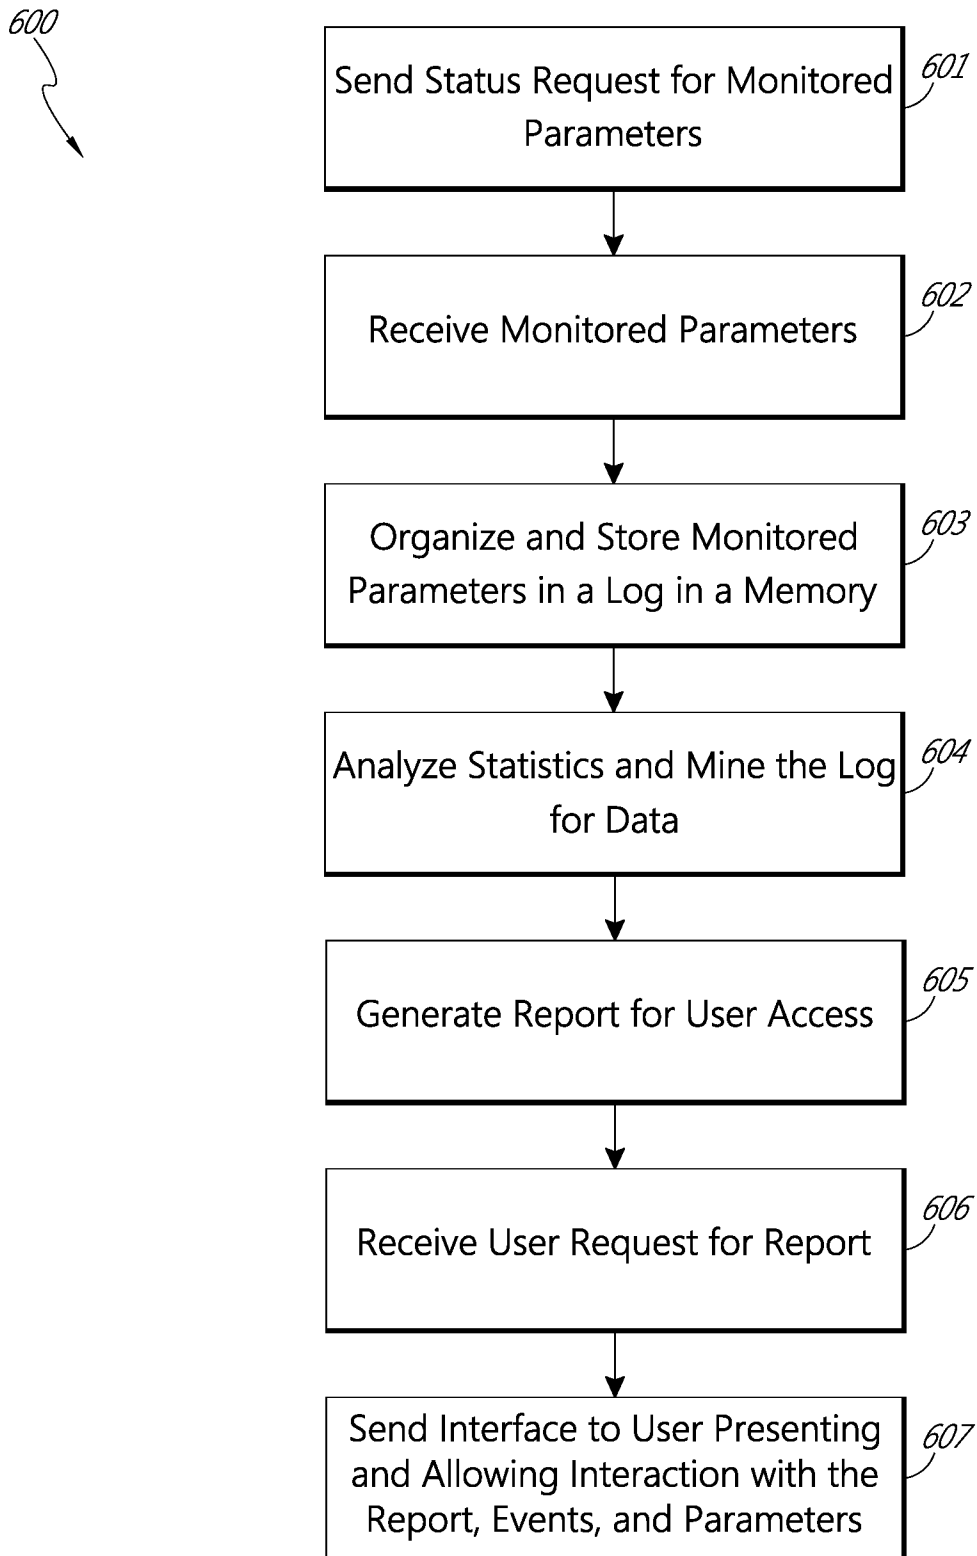 600
601
Send Status Request for Monitored
Parameters
602
Receive Monitored Parameters
603
Organize and Store Monitored
Parameters in a Log in a Memory
604
Analyze Statistics and Mine the Log
for Data
605
Generate Report for User Access
606
Receive User Request for Report
607
Send Interface to User Presenting
and Allowing Interaction with the
Report, Events, and Parameters